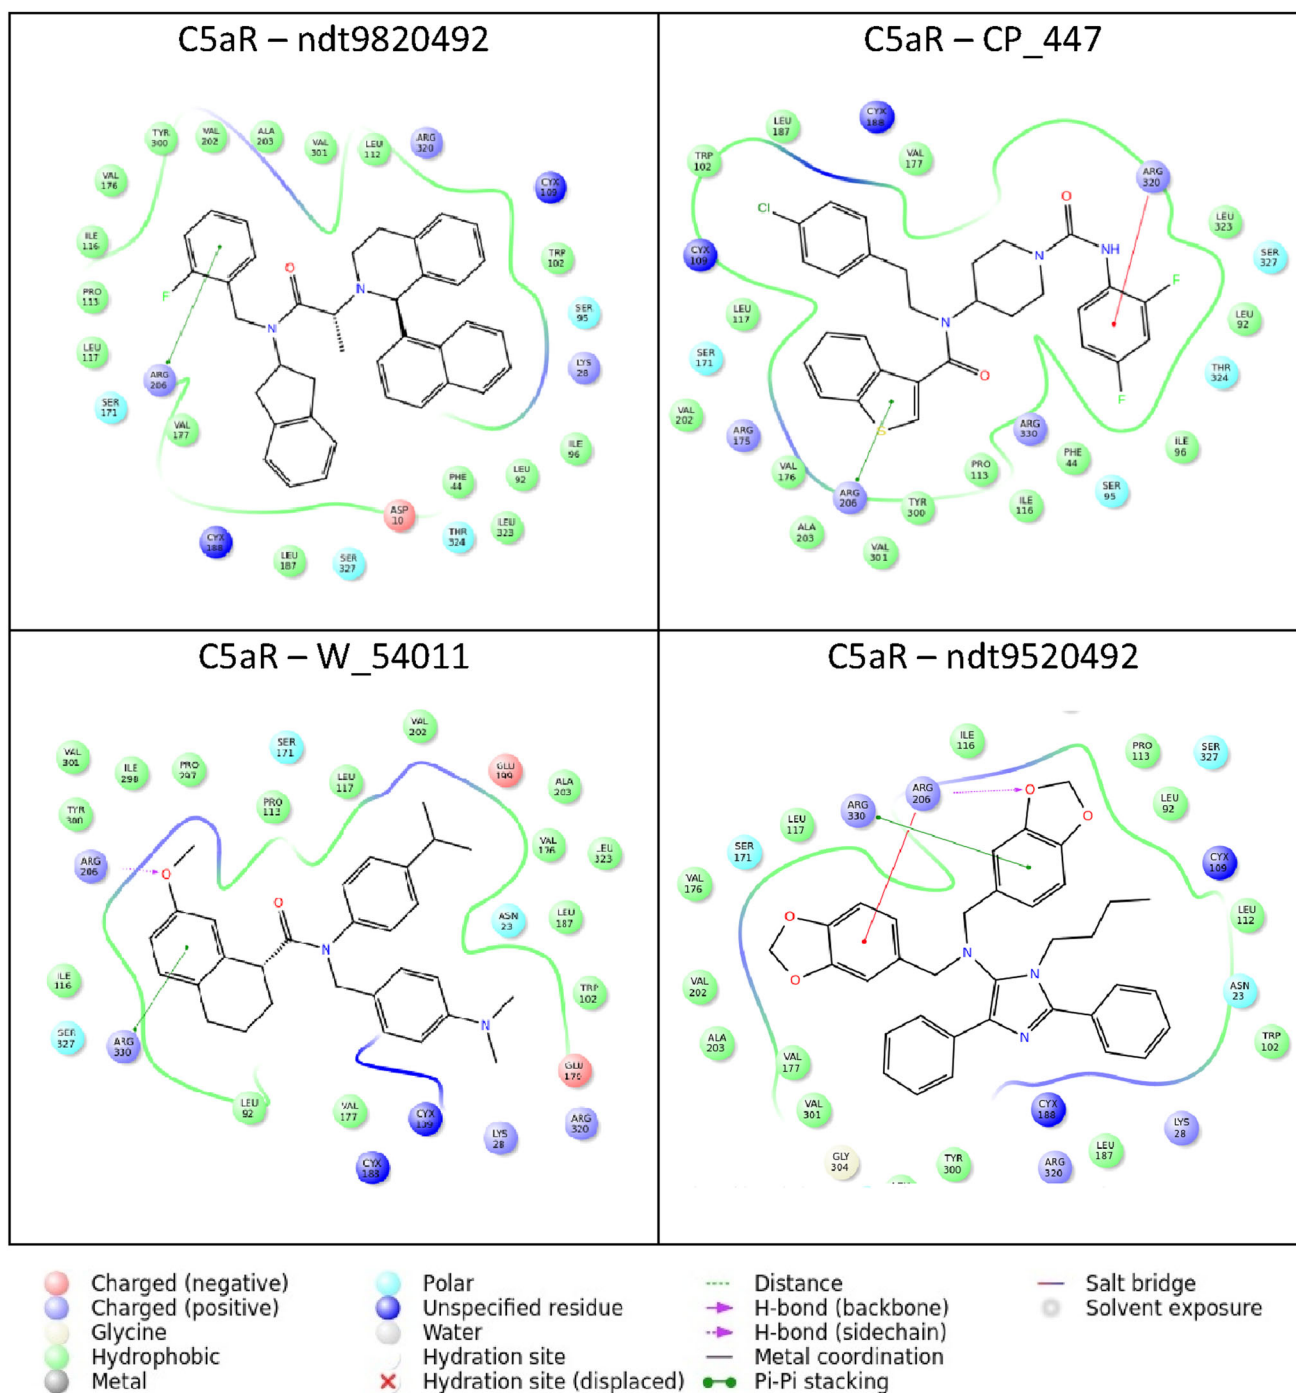 C5aR – ndt9820492
TYR 300
VAL 202
ALA 203
VAL 301
LEU 112
ARG 320
VAL 176
CYX 109
ILE 116
TRP 102
PRO 113
SER 95
LEU 117
ARG 206
LYS 28
SER 171
VAL 177
ILE 96
PHE 44
LEU 92
ASP 10
THR 324
LEU 323
CYX 188
LEU 187
SER 327
F
N
O
N
C5aR – CP_447
CYX 188
LEU 187
TRP 102
VAL 177
ARG 320
LEU 323
CYX 109
SER 327
LEU 117
LEU 92
SER 171
THR 324
VAL 202
ARG 175
ARG 330
PHE 44
ILE 96
VAL 176
ARG 206
TYR 300
PRO 113
ILE 116
SER 95
ALA 203
VAL 301
Cl
O
N
NH
F
N
O
S
F
C5aR – W_54011
VAL 202
SER 171
VAL 301
ILE 298
PRO 297
GLU 199
LEU 117
ALA 203
TYR 300
PRO 113
VAL 176
LEU 323
ARG 206
ASN 23
LEU 187
ILE 116
TRP 102
SER 327
ARG 330
LEU 92
VAL 177
CYX 109
LYS 28
ARG 320
CYX 188
O
O
N
N
C5aR – ndt9520492
ILE 116
PRO 113
SER 327
ARG 206
ARG 330
LEU 92
LEU 117
SER 171
CYX 109
VAL 176
LEU 112
VAL 202
ASN 23
ALA 203
VAL 177
TRP 102
VAL 301
CYX 188
LYS 28
GLY 304
TYR 300
ARG 320
LEU 187
O
O
O
O
N
N
N
Charged (negative)
Charged (positive)
Glycine
Hydrophobic
Metal
Polar
Unspecified residue
Water
Hydration site
Hydration site (displaced)
Distance
H-bond (backbone)
H-bond (sidechain)
Metal coordination
Pi-Pi stacking
Salt bridge
Solvent exposure